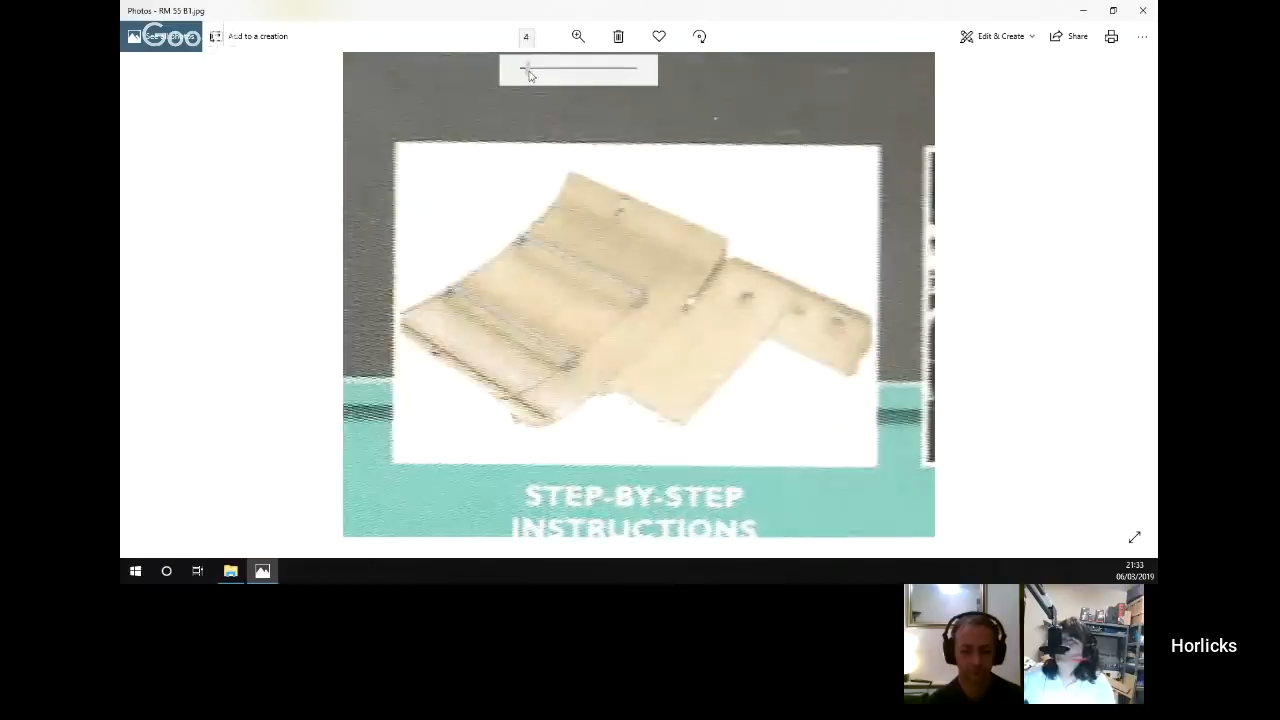 Photos - RM 55 B1.jpg
Add to a creation
4
Edit & Create
Share
STEP-BY-STEP
INSTRUCTIONS
21:33
06/03/2019
Horlicks